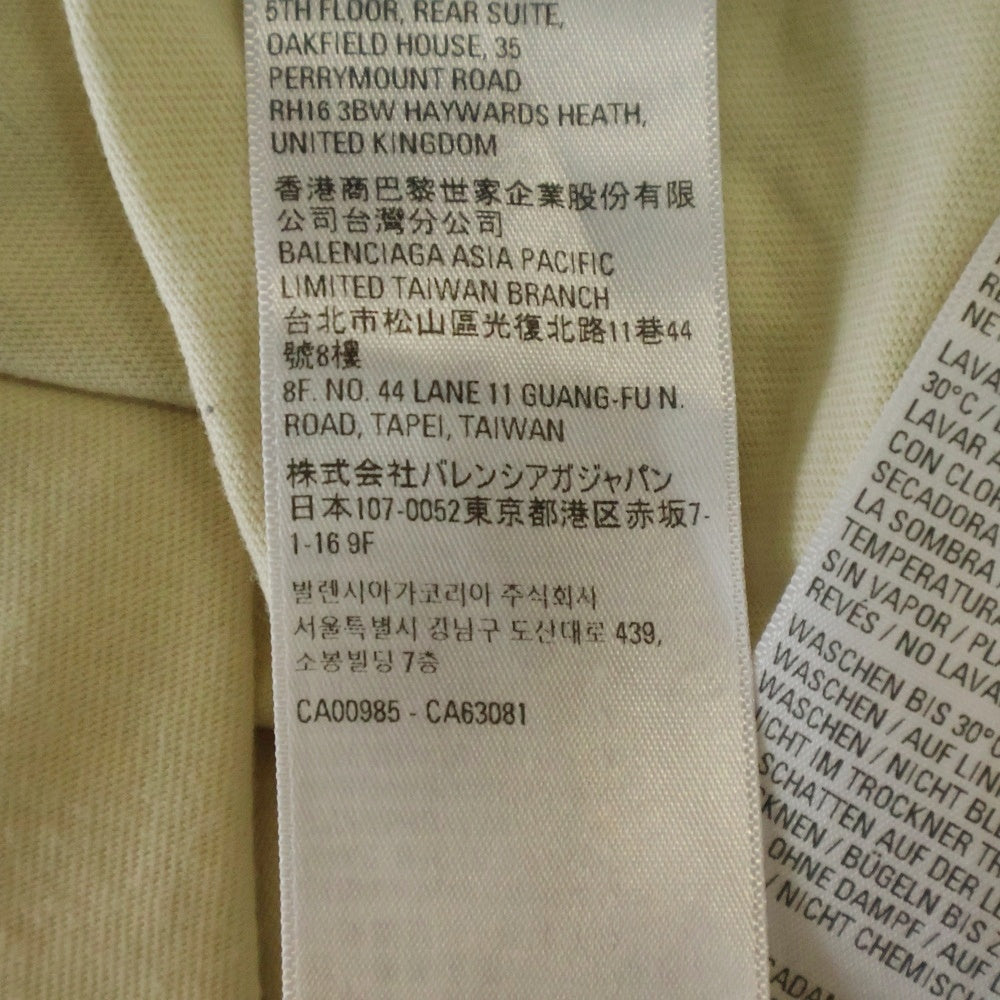 5TH FLOOR, REAR SUITE,
OAKFIELD HOUSE, 35
PERRYMOUNT ROAD
RH16 3BW HAYWARDS HEATH,
UNITED KINGDOM
香港商巴黎世家企業股份有限
公司台灣分公司
BALENCIAGA ASIA PACIFIC
LIMITED TAIWAN BRANCH
台北市松山區光復北路11巷44
號8樓
8F. NO. 44 LANE 11 GUANG-FU N.
ROAD, TAPEI, TAIWAN
株式会社バレンシアガジャパン
日本107-0052東京都港区赤坂7-
1-16 9F
발렌시아가코리아 주식회사
서울특별시 강남구 도산대로 439,
소봉빌딩 7층
CA00985 - CA63081
LAVA
30°C /
LAVAR A
CON CLOR
SECADORA
LA SOMBRA
TEMPERATURA
SIN VAPOR / PLA
REVÉS / NO LAVA
WASCHEN BIS 30°C
WASCHEN / AUF LINK
WASCHEN / NICHT BLE
NICHT IM TROCKNER TR
SCHATTEN AUF DER LE
KNEN / BÜGELN BIS
OHNE DAMPF / AUF
/ NICHT CHEMISCH